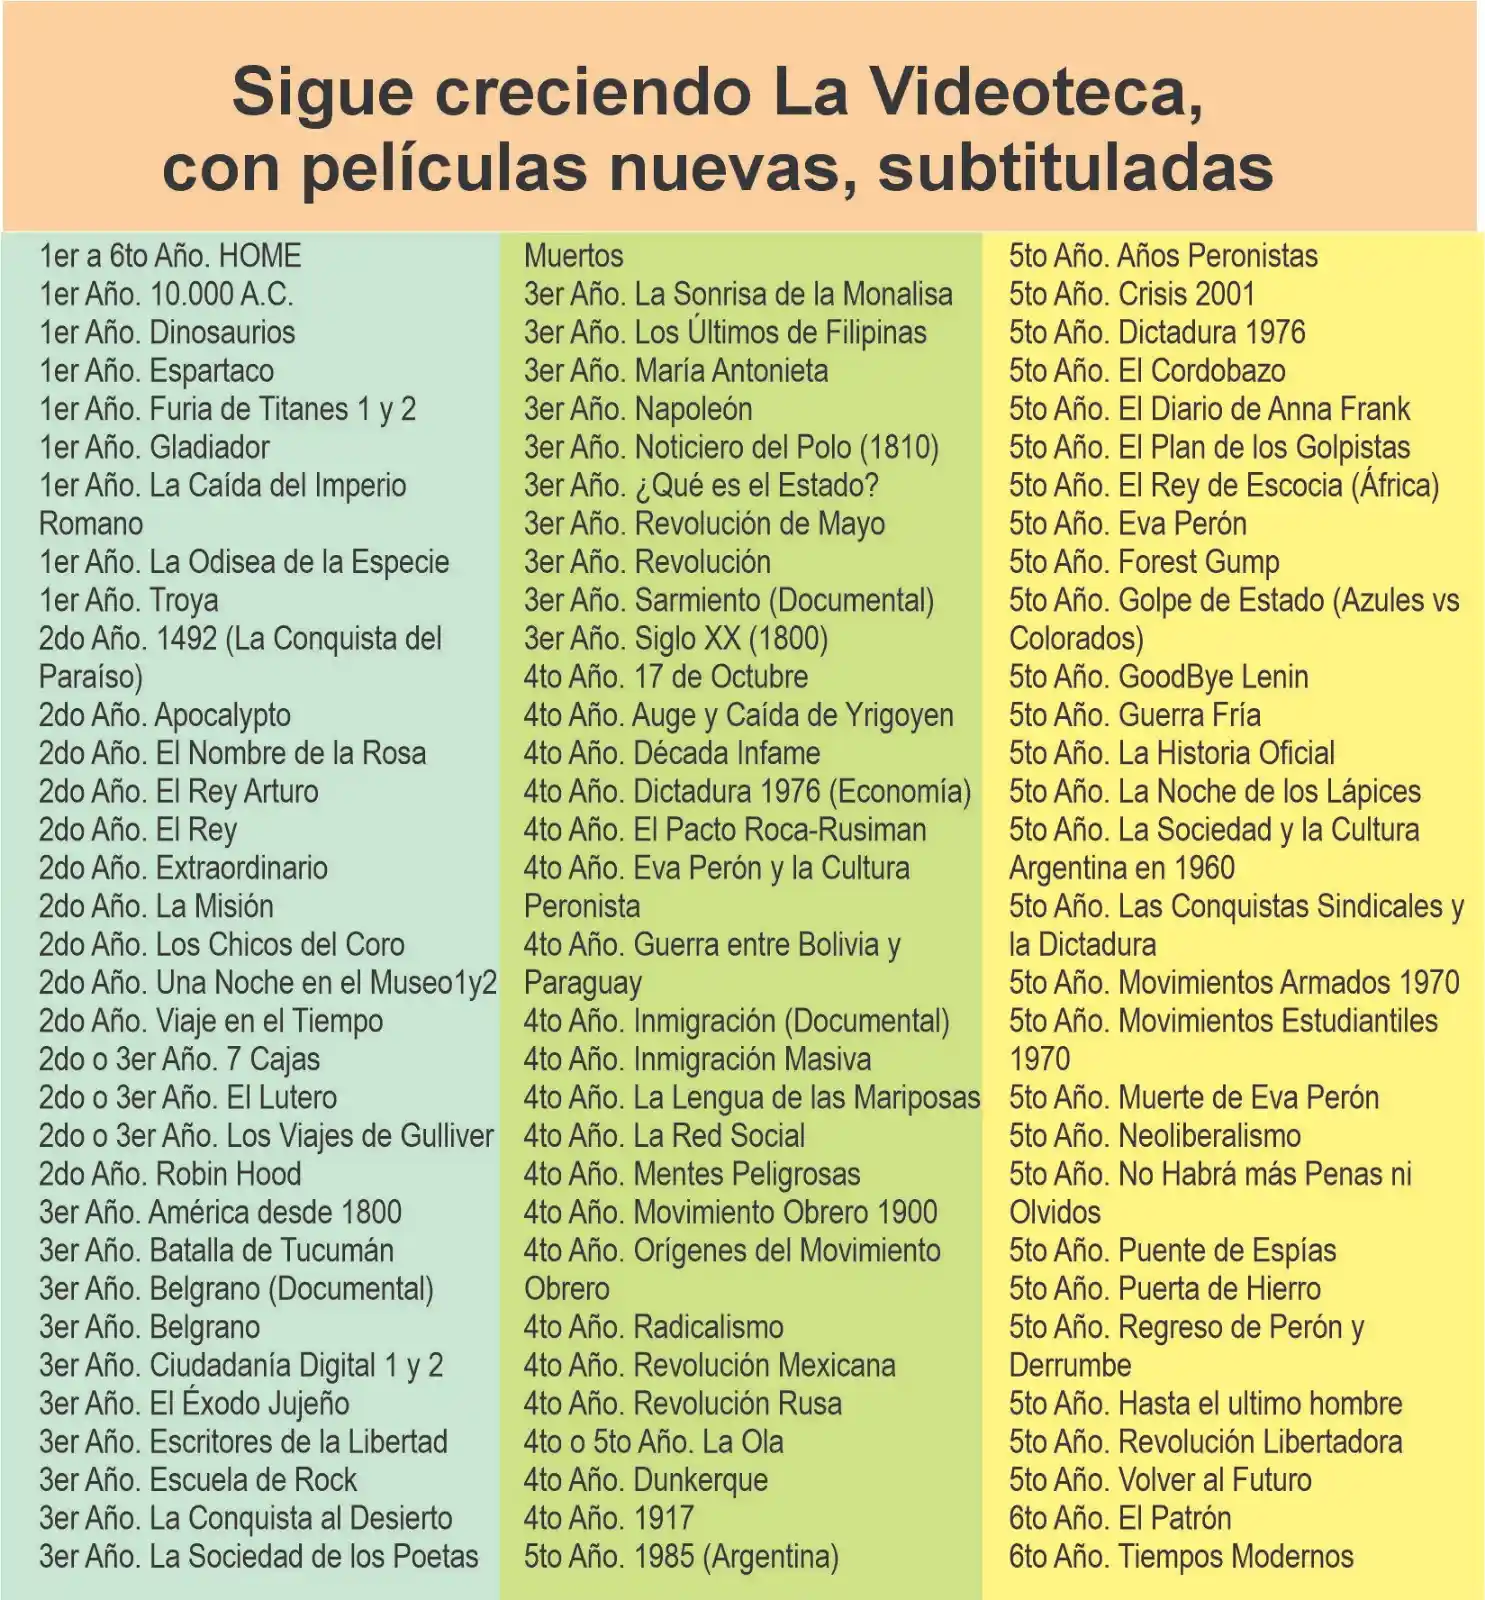 Sigue creciendo La Videoteca,
con películas nuevas, subtituladas
1er a 6to Año. HOME
1er Año. 10.000 A.C.
1er Año. Dinosaurios
1er Año. Espartaco
1er Año. Furia de Titanes 1 y 2
1er Año. Gladiador
1er Año. La Caída del Imperio
Romano
1er Año. La Odisea de la Especie
1er Año. Troya
2do Año. 1492 (La Conquista del
Paraíso)
2do Año. Apocalypto
2do Año. El Nombre de la Rosa
2do Año. El Rey Arturo
2do Año. El Rey
2do Año. Extraordinario
2do Año. La Misión
2do Año. Los Chicos del Coro
2do Año. Una Noche en el Museo1y2
2do Año. Viaje en el Tiempo
2do o 3er Año. 7 Cajas
2do o 3er Año. El Lutero
2do o 3er Año. Los Viajes de Gulliver
2do Año. Robin Hood
3er Año. América desde 1800
3er Año. Batalla de Tucumán
3er Año. Belgrano (Documental)
3er Año. Belgrano
3er Año. Ciudadanía Digital 1 y 2
3er Año. El Éxodo Jujeño
3er Año. Escritores de la Libertad
3er Año. Escuela de Rock
3er Año. La Conquista al Desierto
3er Año. La Sociedad de los Poetas
Muertos
3er Año. La Sonrisa de la Monalisa
3er Año. Los Últimos de Filipinas
3er Año. María Antonieta
3er Año. Napoleón
3er Año. Noticiero del Polo (1810)
3er Año. ¿Qué es el Estado?
3er Año. Revolución de Mayo
3er Año. Revolución
3er Año. Sarmiento (Documental)
3er Año. Siglo XX (1800)
4to Año. 17 de Octubre
4to Año. Auge y Caída de Yrigoyen
4to Año. Década Infame
4to Año. Dictadura 1976 (Economía)
4to Año. El Pacto Roca-Rusiman
4to Año. Eva Perón y la Cultura
Peronista
4to Año. Guerra entre Bolivia y
Paraguay
4to Año. Inmigración (Documental)
4to Año. Inmigración Masiva
4to Año. La Lengua de las Mariposas
4to Año. La Red Social
4to Año. Mentes Peligrosas
4to Año. Movimiento Obrero 1900
4to Año. Orígenes del Movimiento
Obrero
4to Año. Radicalismo
4to Año. Revolución Mexicana
4to Año. Revolución Rusa
4to o 5to Año. La Ola
4to Año. Dunkerque
4to Año. 1917
5to Año. 1985 (Argentina)
5to Año. Años Peronistas
5to Año. Crisis 2001
5to Año. Dictadura 1976
5to Año. El Cordobazo
5to Año. El Diario de Anna Frank
5to Año. El Plan de los Golpistas
5to Año. El Rey de Escocia (África)
5to Año. Eva Perón
5to Año. Forest Gump
5to Año. Golpe de Estado (Azules vs
Colorados)
5to Año. GoodBye Lenin
5to Año. Guerra Fría
5to Año. La Historia Oficial
5to Año. La Noche de los Lápices
5to Año. La Sociedad y la Cultura
Argentina en 1960
5to Año. Las Conquistas Sindicales y
la Dictadura
5to Año. Movimientos Armados 1970
5to Año. Movimientos Estudiantiles
1970
5to Año. Muerte de Eva Perón
5to Año. Neoliberalismo
5to Año. No Habrá más Penas ni
Olvidos
5to Año. Puente de Espías
5to Año. Puerta de Hierro
5to Año. Regreso de Perón y
Derrumbe
5to Año. Hasta el ultimo hombre
5to Año. Revolución Libertadora
5to Año. Volver al Futuro
6to Año. El Patrón
6to Año. Tiempos Modernos